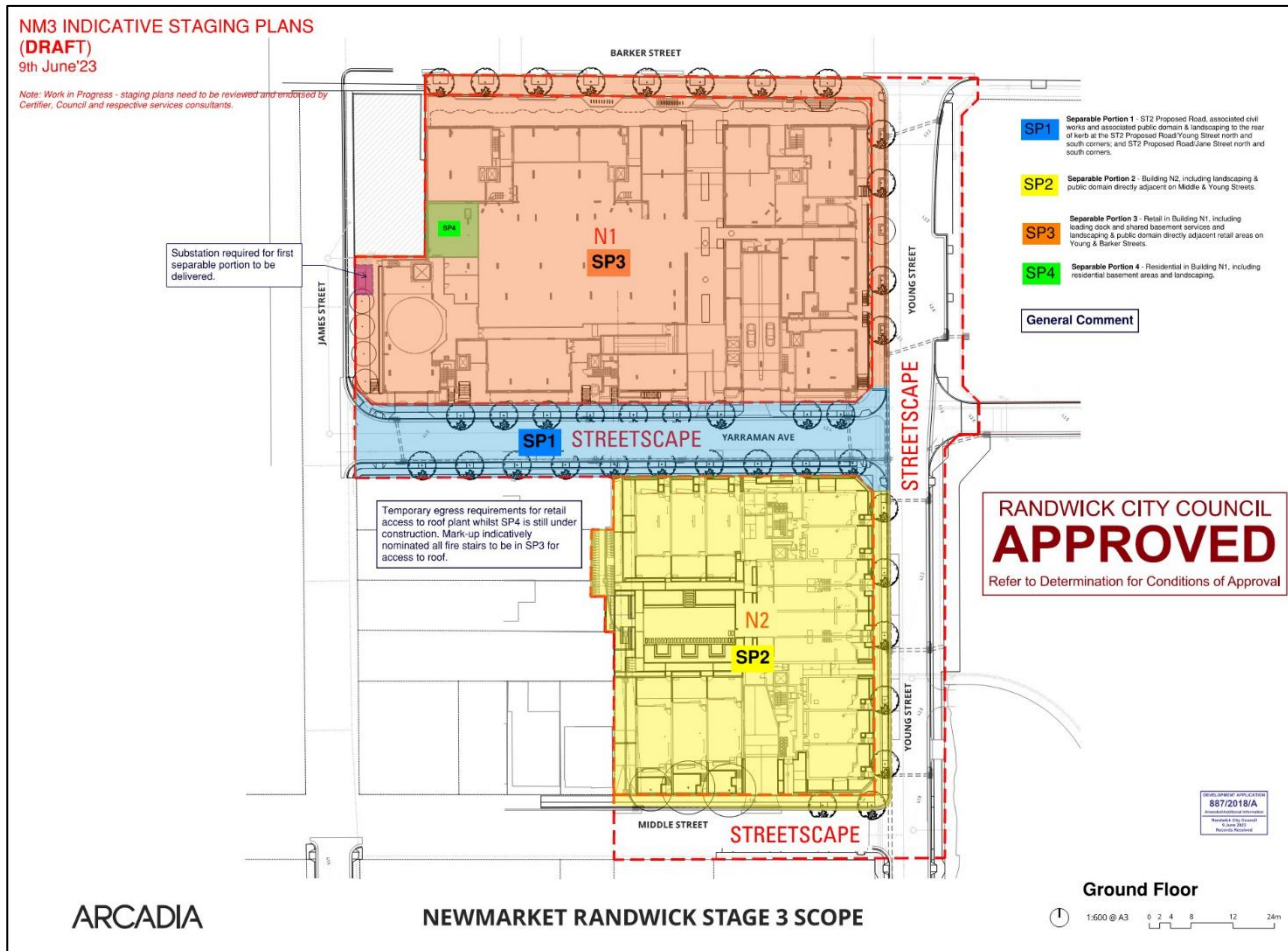 NM3 INDICATIVE STAGING PLANS
(DRAFT)
9th June'23
Note: Work in Progress - staging plans need to be reviewed and endorsed by
Certifier, Council and respective services consultants.
BARKER STREET
SP1
Separable Portion 1 - ST2 Proposed Road, associated civil
works and associated public domain & landscaping to the rear
of kerb at the ST2 Proposed Road/Young Street north and
south corners; and ST2 Proposed Road/Jane Street north and
south corners.
SP2
Separable Portion 2 - Building N2, including landscaping &
public domain directly adjacent on Middle & Young Streets.
SP3
Separable Portion 3 - Retail in Building N1, including
loading dock and shared basement services and
landscaping & public domain directly adjacent retail areas on
Young & Barker Streets.
SP4
Separable Portion 4 - Residential in Building N1, including
residential basement areas and landscaping.
General Comment
SP4
N1
SP3
Substation required for first
separable portion to be
delivered.
JAMES STREET
YOUNG STREET
STREETSCAPE
SP1 STREETSCAPE YARRAMAN AVE
Temporary egress requirements for retail
access to roof plant whilst SP4 is still under
construction. Mark-up indicatively
nominated all fire stairs to be in SP3 for
access to roof.
RANDWICK CITY COUNCIL
APPROVED
Refer to Determination for Conditions of Approval
N2
SP2
YOUNG STREET
MIDDLE STREET
STREETSCAPE
DEVELOPMENT APPLICATION
887/2018/A
Randwick City Council
Records Received
ARCADIA
NEWMARKET RANDWICK STAGE 3 SCOPE
Ground Floor
1:600 @ A3
0 2 4 8 12 24m